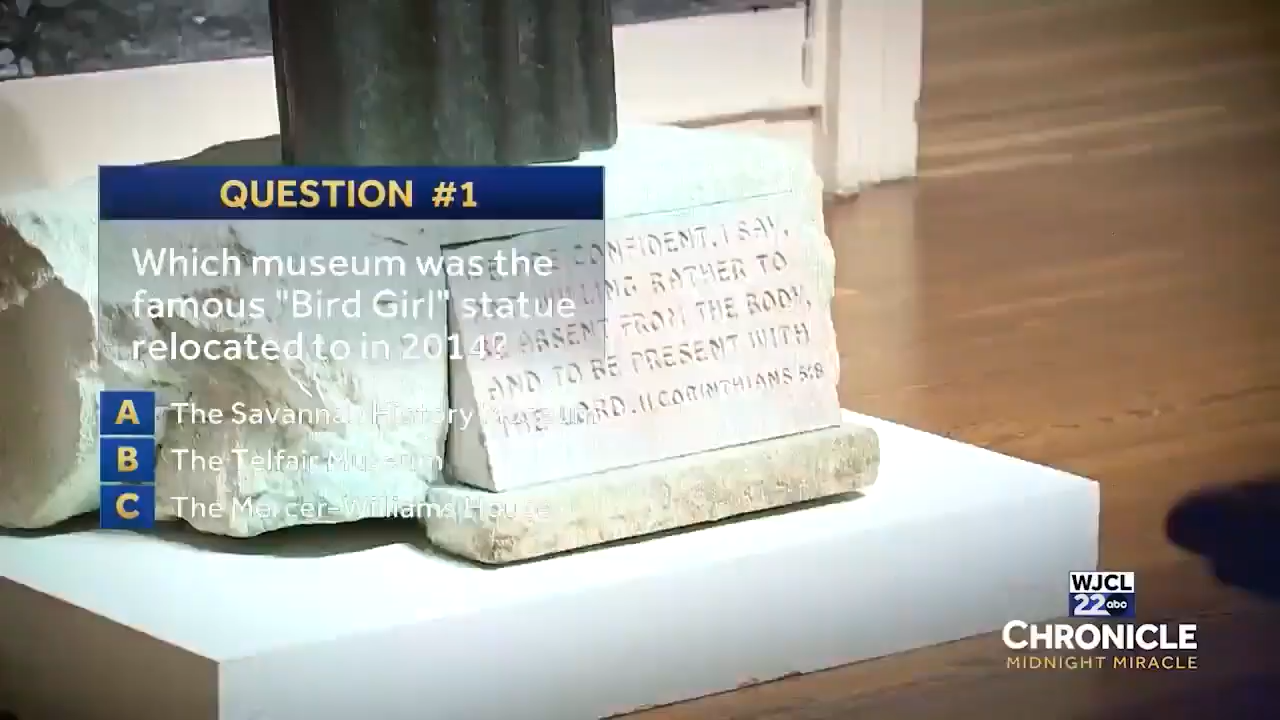 QUESTION #1
Which museum was the
famous "Bird Girl" statue
relocated to in 2014?
A The Savannah History Museum
B The Telfair Museum
C The Mercer-Williams House
CONFIDENT, I SAY,
WILLING RATHER TO
BE ABSENT FROM THE BODY,
AND TO BE PRESENT WITH
THE LORD. II CORINTHIANS 5:8
WJCL
22 abc
CHRONICLE
MIDNIGHT MIRACLE